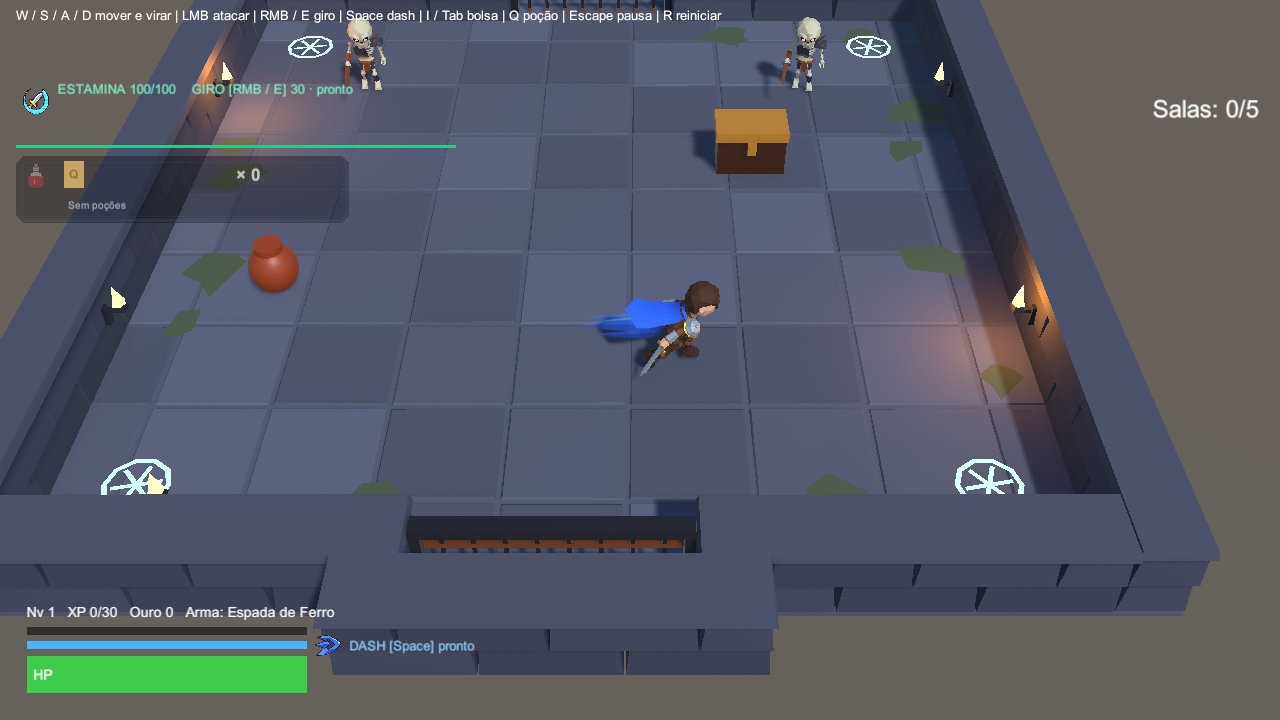 W / S / A / D mover e virar | LMB atacar | RMB / E giro | Space dash | I / Tab bolsa | Q poção | Escape pausa | R reiniciar
ESTAMINA 100/100 GIRO [RMB / E] 30 · pronto
Salas: 0/5
Q × 0
Sem poções
Nv 1 XP 0/30 Ouro 0 Arma: Espada de Ferro
DASH [Space] pronto
HP